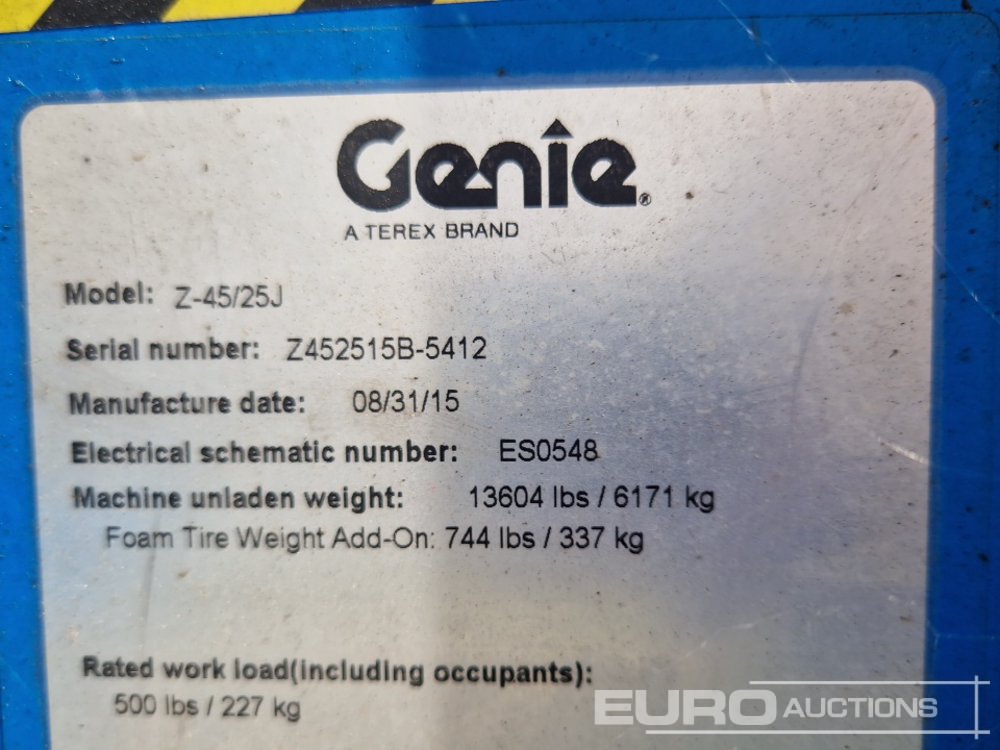 Genie®
A TEREX BRAND
Model: Z-45/25J
Serial number: Z452515B-5412
Manufacture date: 08/31/15
Electrical schematic number: ES0548
Machine unladen weight: 13604 lbs / 6171 kg
Foam Tire Weight Add-On: 744 lbs / 337 kg
Rated work load(including occupants):
500 lbs / 227 kg
EURO AUCTIONS